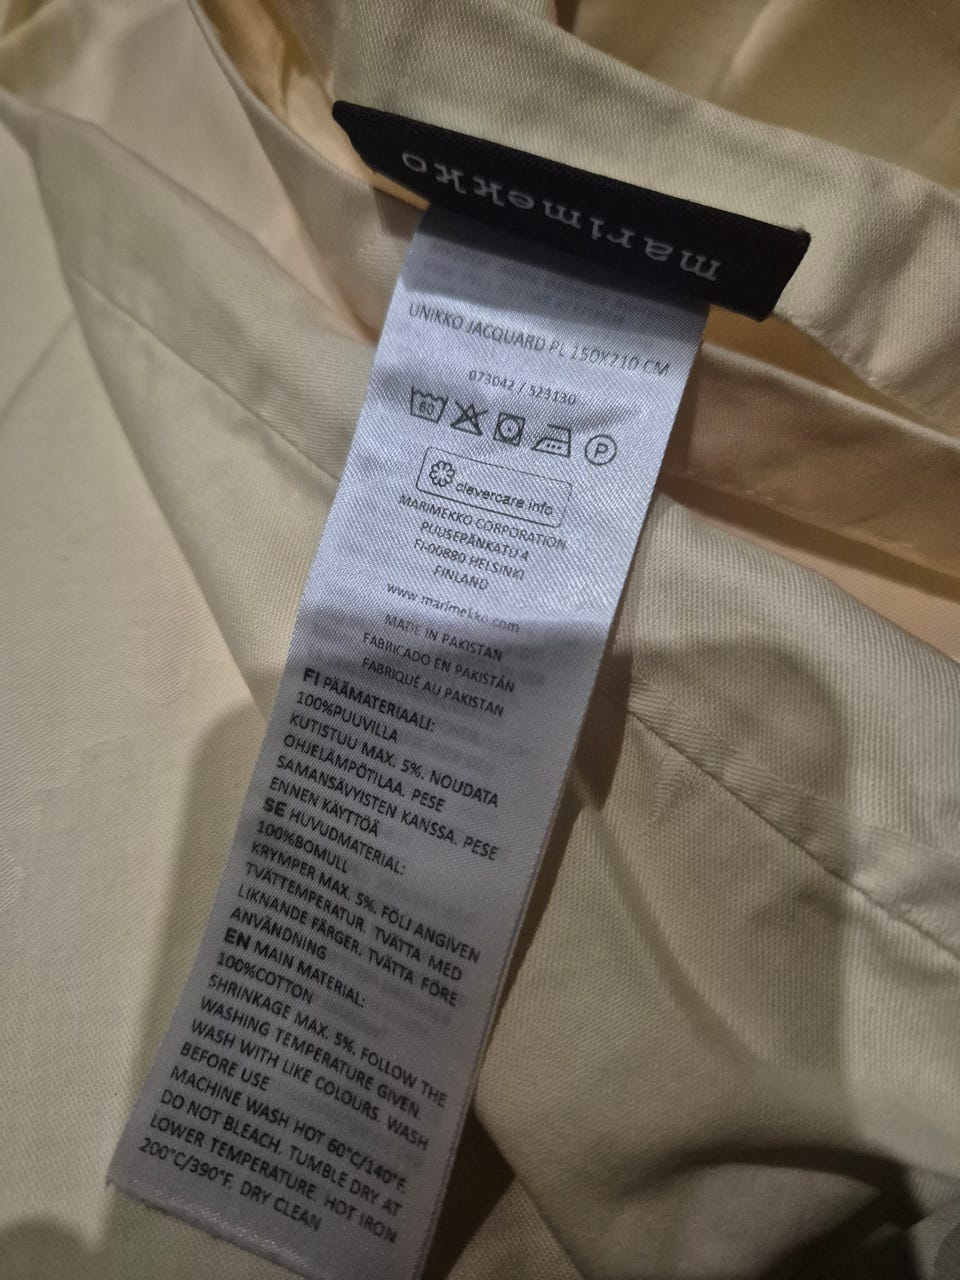 marimekko
UNIKKO JACQUARD PL 150X210 CM
073042 / 523130
60
P
clevercare.info
MARIMEKKO CORPORATION
PUUSEPÄNKATU 4
FI-00880 HELSINKI
FINLAND
www.marimekko.com
MADE IN PAKISTAN
FABRICADO EN PAKISTÁN
FABRIQUÉ AU PAKISTAN
FI PÄÄMATERIAALI:
100%PUUVILLA
KUTISTUU MAX. 5%. NOUDATA
OHJELÄMPÖTILAA. PESE
SAMANSÄVYISTEN KANSSA. PESE
ENNEN KÄYTTÖÄ
SE HUVUDMATERIAL:
100%BOMULL
KRYMPER MAX. 5%. FÖLJ ANGIVEN
TVÄTTEMPERATUR. TVÄTTA MED
LIKNANDE FÄRGER. TVÄTTA FÖRE
ANVÄNDNING
EN MAIN MATERIAL:
100%COTTON
SHRINKAGE MAX. 5%. FOLLOW THE
WASHING TEMPERATURE GIVEN.
WASH WITH LIKE COLOURS. WASH
BEFORE USE
MACHINE WASH HOT 60°C/140°F.
DO NOT BLEACH. TUMBLE DRY AT
LOWER TEMPERATURE. HOT IRON
200°C/390°F. DRY CLEAN